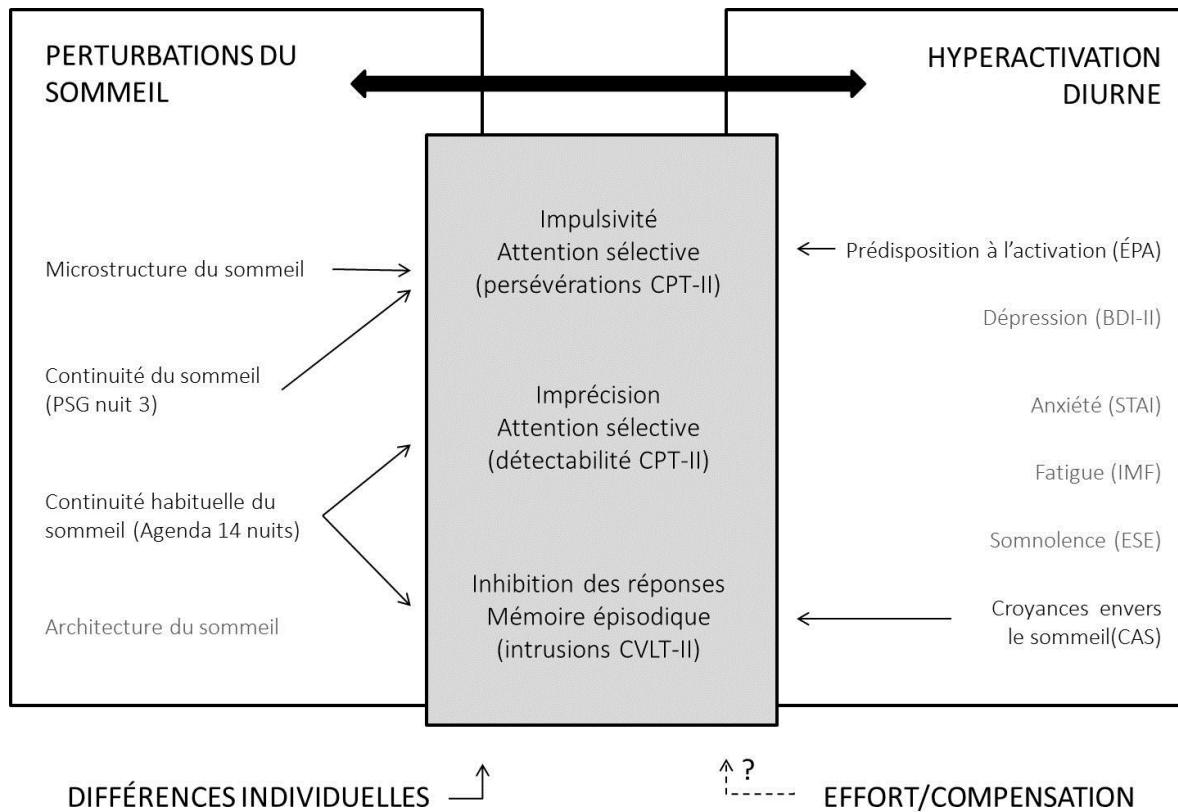 PERTURBATIONS DU
SOMMEIL
HYPERACTIVATION
DIURNE
Microstructure du sommeil
Continuité du sommeil
(PSG nuit 3)
Continuité habituelle du
sommeil (Agenda 14 nuits)
Architecture du sommeil
Impulsivité
Attention sélective
(persévérations CPT-II)
Imprécision
Attention sélective
(détectabilité CPT-II)
Inhibition des réponses
Mémoire épisodique
(intrusions CVLT-II)
Prédisposition à l’activation (ÉPA)
Dépression (BDI-II)
Anxiété (STAI)
Fatigue (IMF)
Somnolence (ESE)
Croyances envers
le sommeil(CAS)
DIFFÉRENCES INDIVIDUELLES
?
EFFORT/COMPENSATION